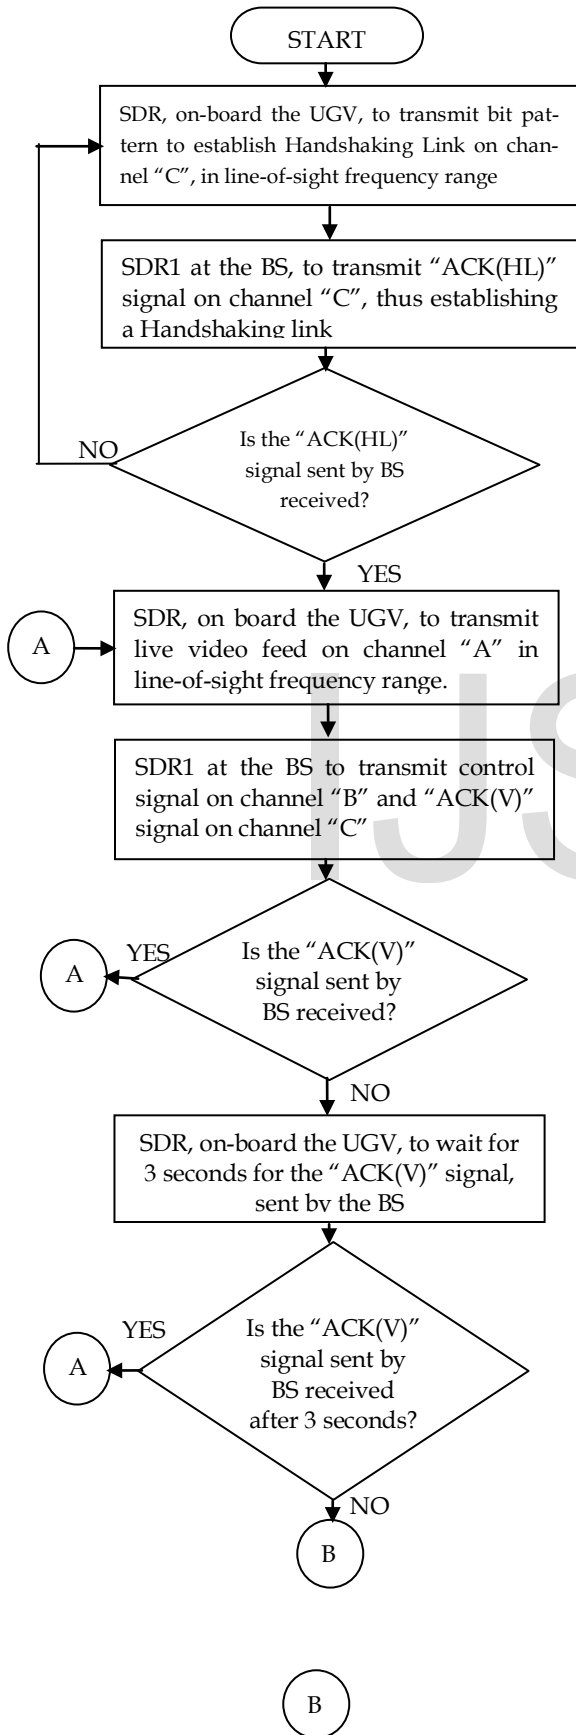 START
SDR, on-board the UGV, to transmit bit pat-
tern to establish Handshaking Link on chan-
nel “C”, in line-of-sight frequency range
SDR1 at the BS, to transmit “ACK(HL)”
signal on channel “C”, thus establishing
a Handshaking link
NO
Is the “ACK(HL)”
signal sent by BS
received?
YES
A
SDR, on board the UGV, to transmit
live video feed on channel “A” in
line-of-sight frequency range.
SDR1 at the BS to transmit control
signal on channel “B” and “ACK(V)”
signal on channel “C”
IJS
YES
A
Is the “ACK(V)”
signal sent by
BS received?
NO
SDR, on-board the UGV, to wait for
3 seconds for the “ACK(V)” signal,
sent by the BS
YES
A
Is the “ACK(V)”
signal sent by
BS received
after 3 seconds?
NO
B
B